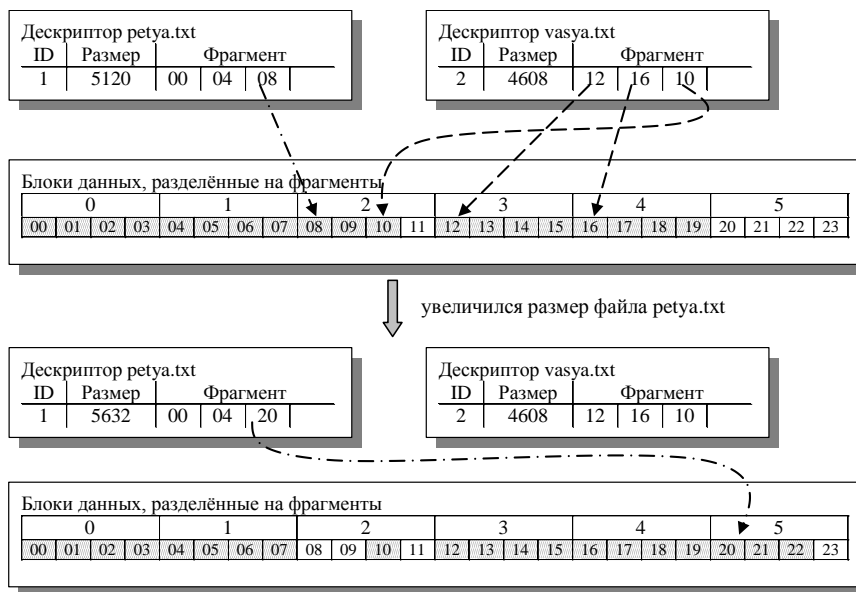 Дескриптор petya.txt
ID Размер Фрагмент
1 5120 00 04 08
Дескриптор vasya.txt
ID Размер Фрагмент
2 4608 12 16 10
Блоки данных, разделённые на фрагменты
0 1 2 3 4 5
00 01 02 03 04 05 06 07 08 09 10 11 12 13 14 15 16 17 18 19 20 21 22 23
увеличился размер файла petya.txt
Дескриптор petya.txt
ID Размер Фрагмент
1 5632 00 04 20
Дескриптор vasya.txt
ID Размер Фрагмент
2 4608 12 16 10
Блоки данных, разделённые на фрагменты
0 1 2 3 4 5
00 01 02 03 04 05 06 07 08 09 10 11 12 13 14 15 16 17 18 19 20 21 22 23